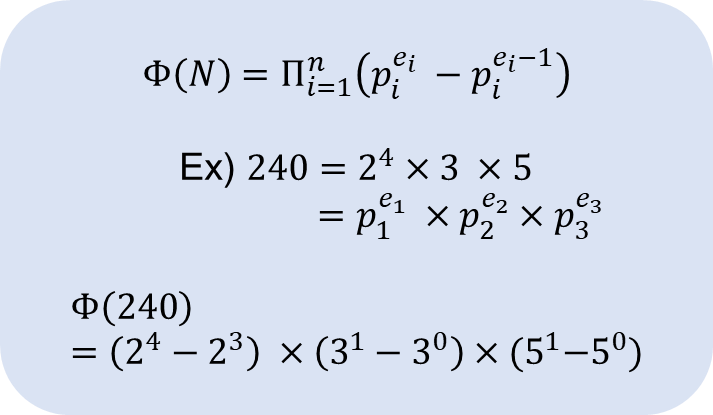 Φ(N) = Π_{i=1}^{n}(p_i^{e_i} − p_i^{e_i−1})
Ex) 240 = 2^4 × 3 × 5
= p_1^{e_1} × p_2^{e_2} × p_3^{e_3}
Φ(240)
= (2^4 − 2^3) × (3^1 − 3^0) × (5^1−5^0)